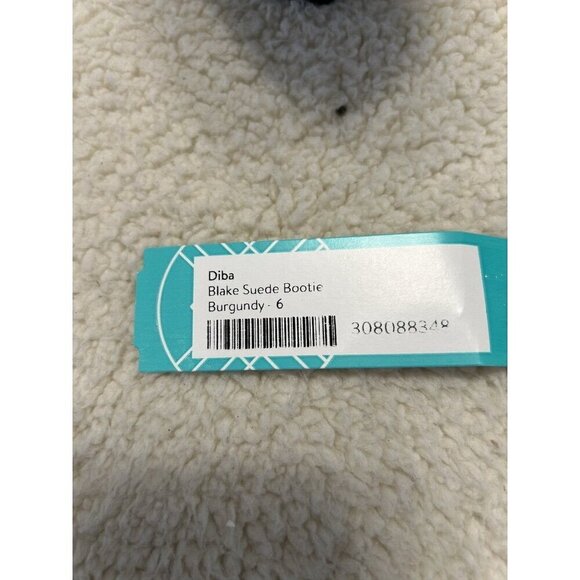 Diba
Blake Suede Bootie
Burgundy - 6
308088348